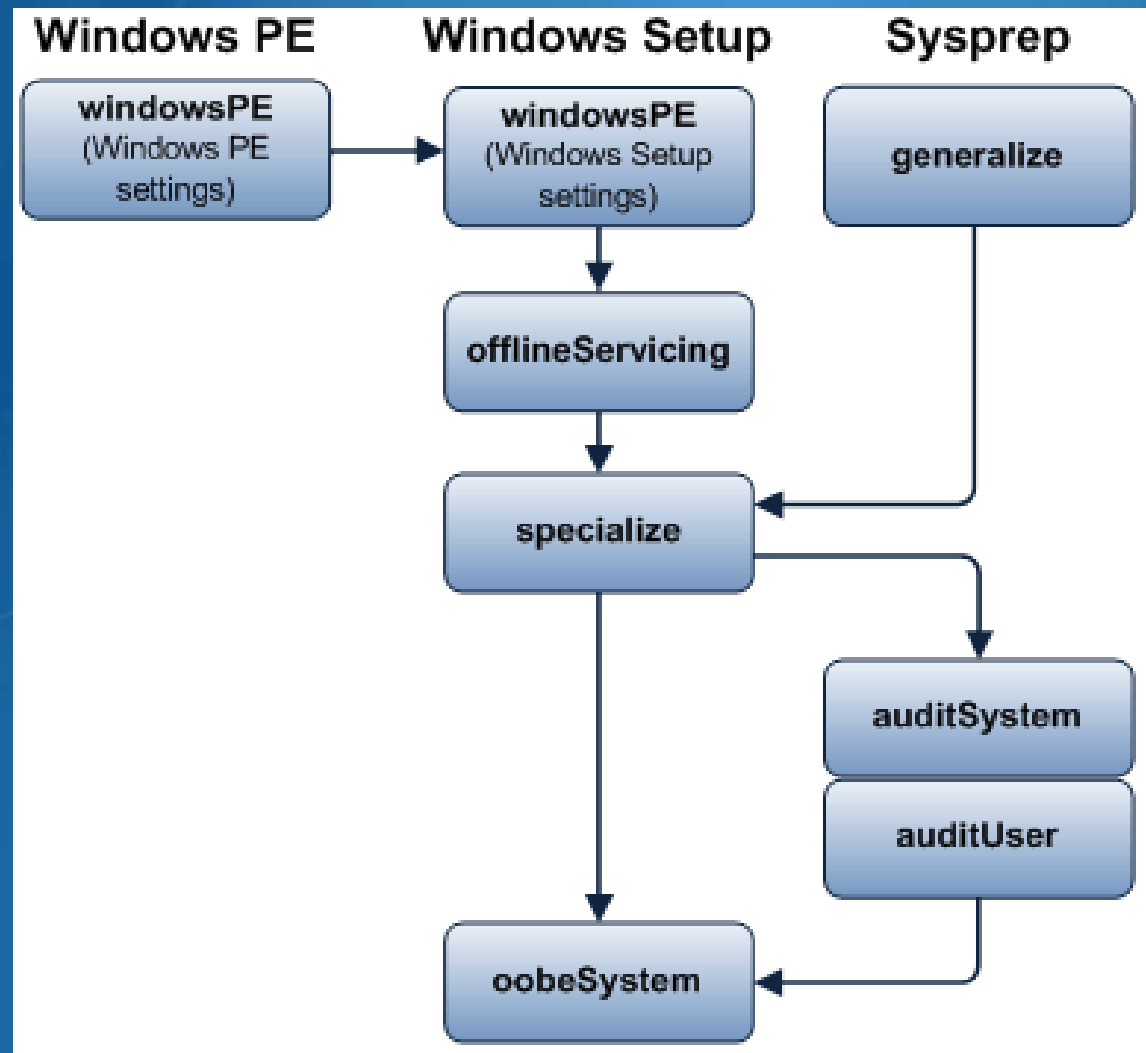 Windows PE
Windows Setup
Sysprep
windowsPE
(Windows PE
settings)
windowsPE
(Windows Setup
settings)
generalize
offlineServicing
specialize
auditSystem
auditUser
oobeSystem